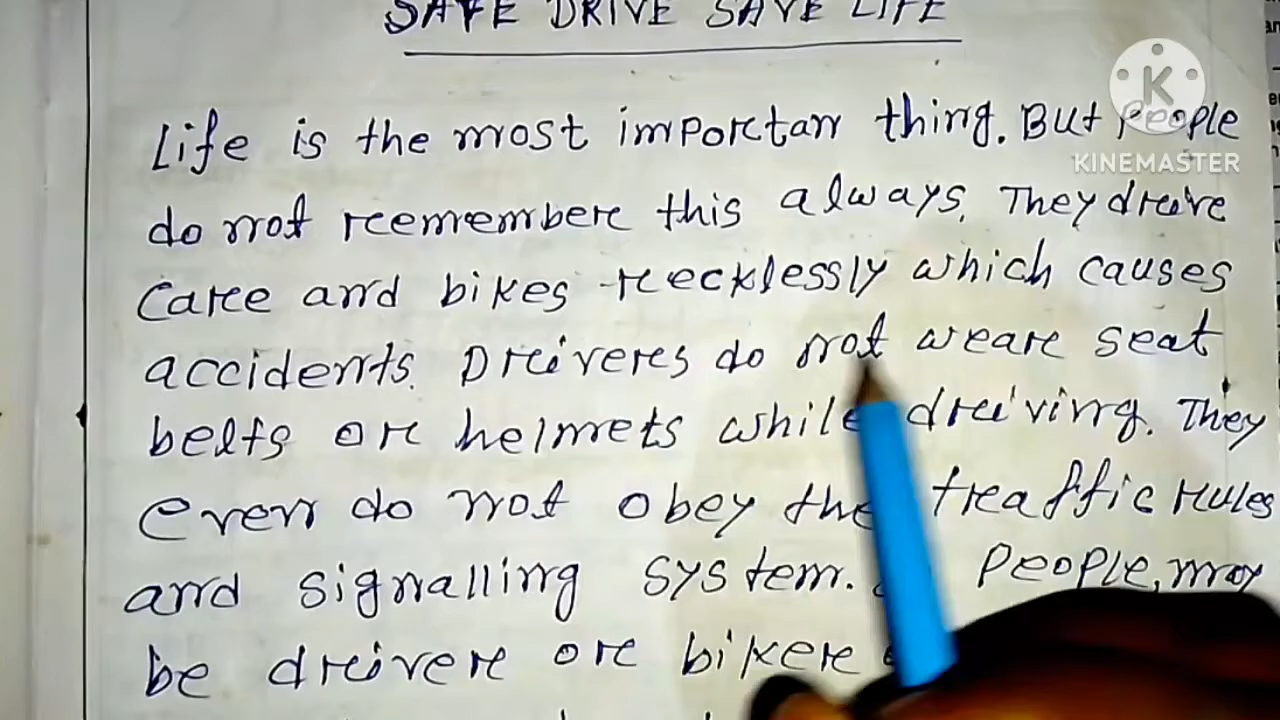 SAFE DRIVE SAVE LIFE
Life is the most importan thing. But people
do not remember this always. They drive
Care and bikes recklessly which causes
accidents. Drivers do not wear seat
belts or helmets while driving. They
even do not obey the traffic rules
and signalling system. People, may
be driver or biker
K
KINEMASTER